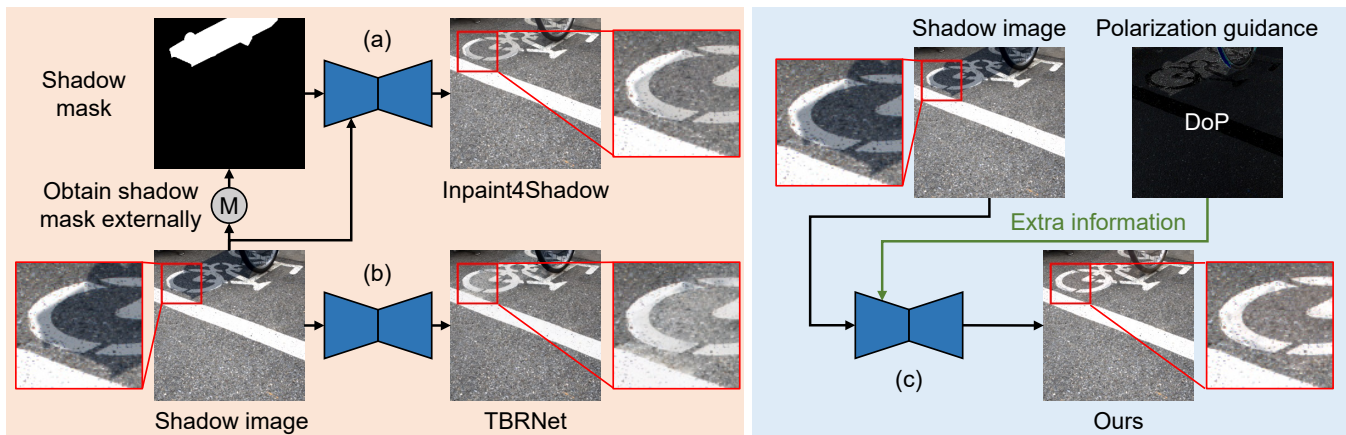 (a)
Shadow
mask
Obtain shadow
mask externally
M
Inpaint4Shadow
(b)
Shadow image
TBRNet
Shadow image
Polarization guidance
DoP
Extra information
(c)
Ours